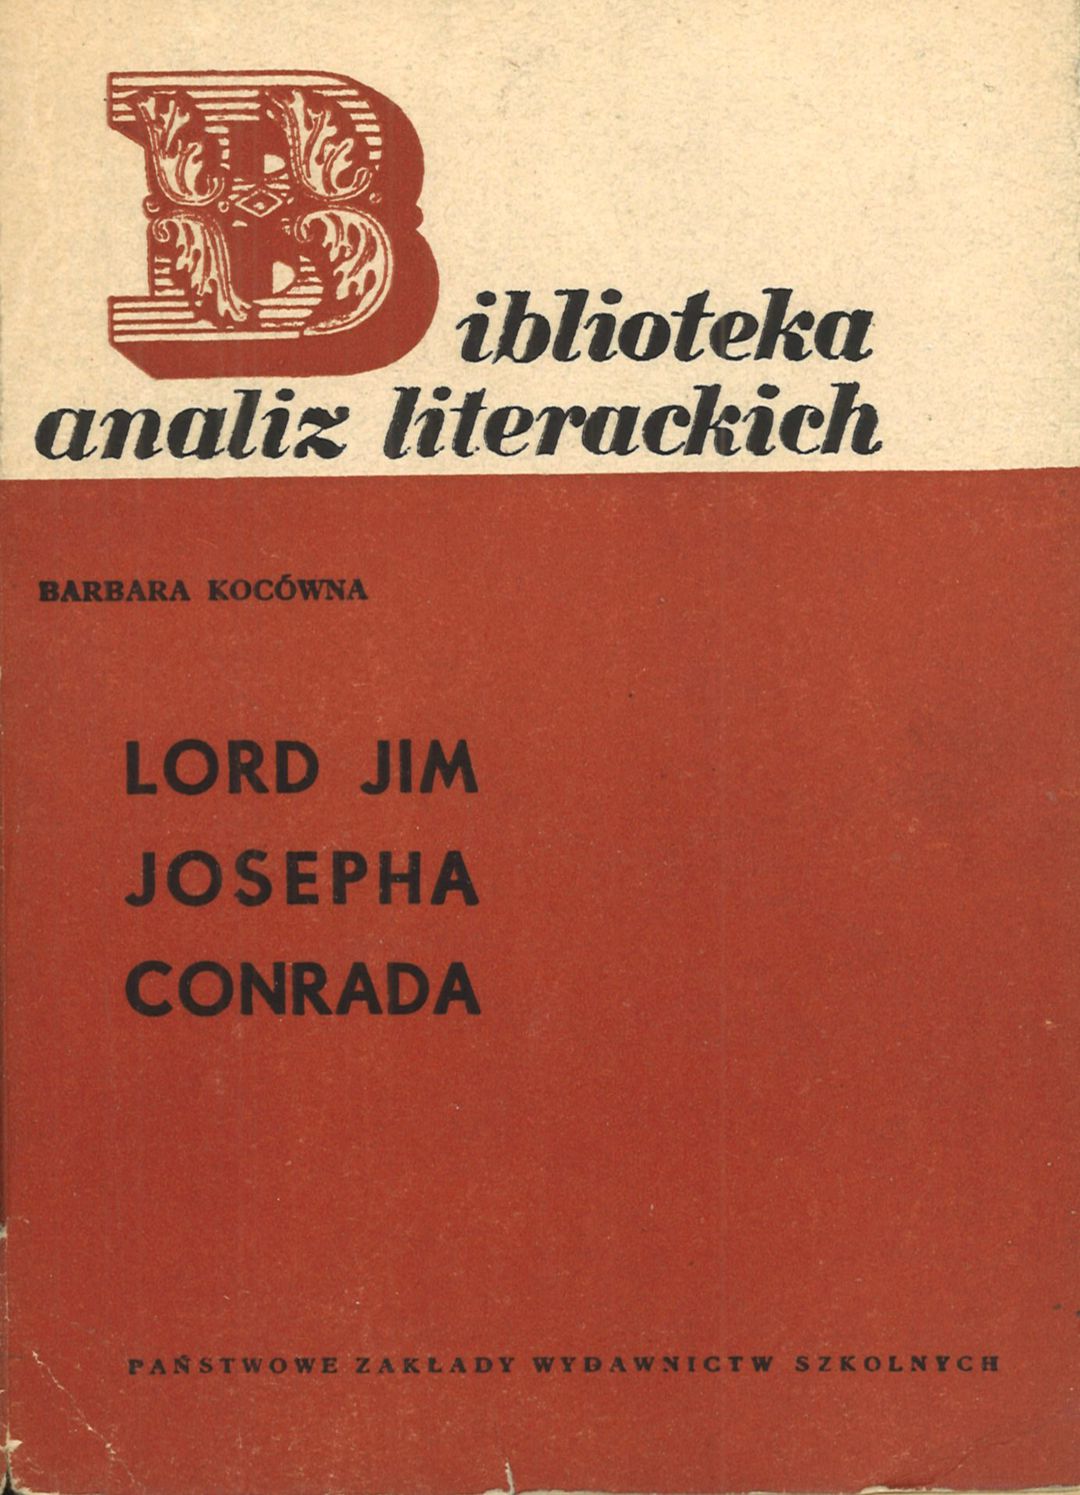 Biblioteka
analiz literackich
BARBARA KOCÓWNA
LORD JIM
JOSEPHA
CONRADA
PAŃSTWOWE ZAKŁADY WYDAWNICTW SZKOLNYCH